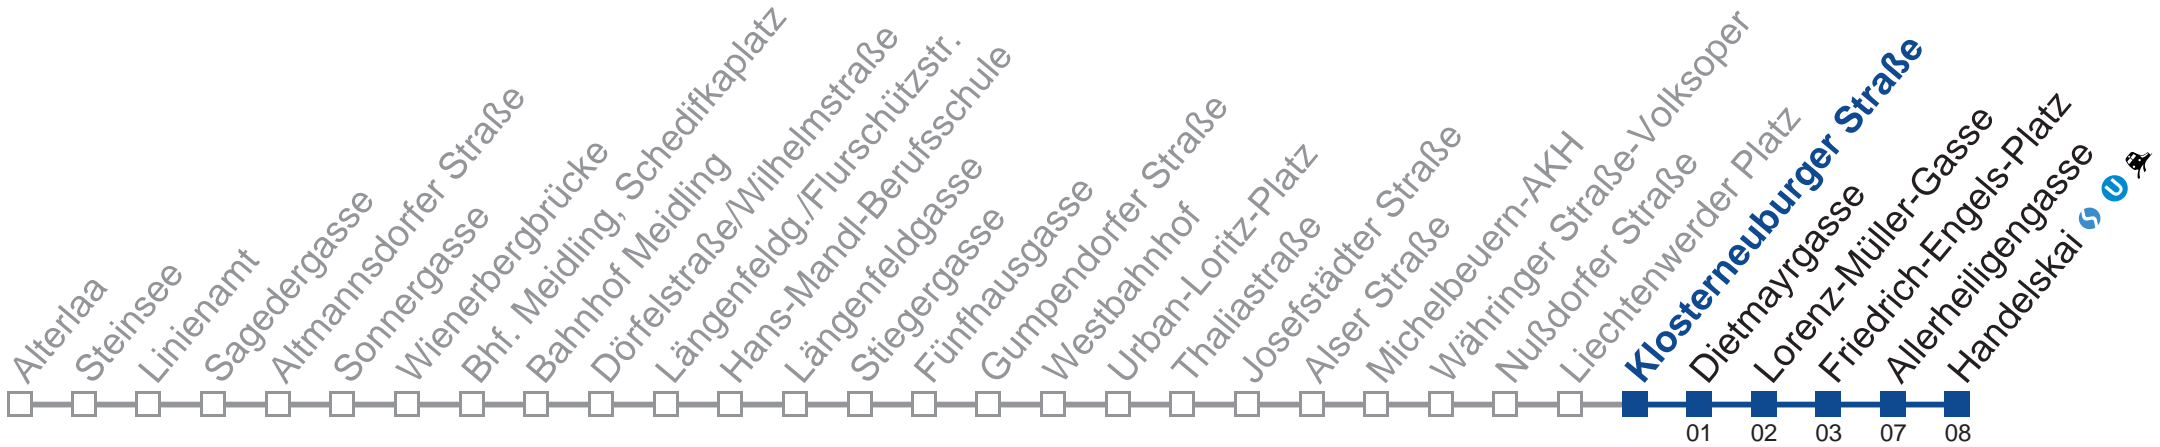 Alterlaa
Steinsee
Linienamt
Sagedergasse
Altmannsdorfer Straße
Sonnergasse
Wienerbergbrücke
Bhf. Meidling, Schedifkaplatz
Bahnhof Meidling
Dörfelstraße/Wilhelmstraße
Längenfeldg./Flurschützstr.
Hans-Mandl-Berufsschule
Längenfeldgasse
Stiegergasse
Fünfhausgasse
Gumpendorfer Straße
Westbahnhof
Urban-Loritz-Platz
Thaliastraße
Josefstädter Straße
Alser Straße
Michelbeuern-AKH
Währinger Straße-Volksoper
Nußdorfer Straße
Liechtenwerder Platz
Klosterneuburger Straße
Dietmayrgasse
Lorenz-Müller-Gasse
Friedrich-Engels-Platz
Allerheiligengasse
Handelskai S U
01 02 03 07 08